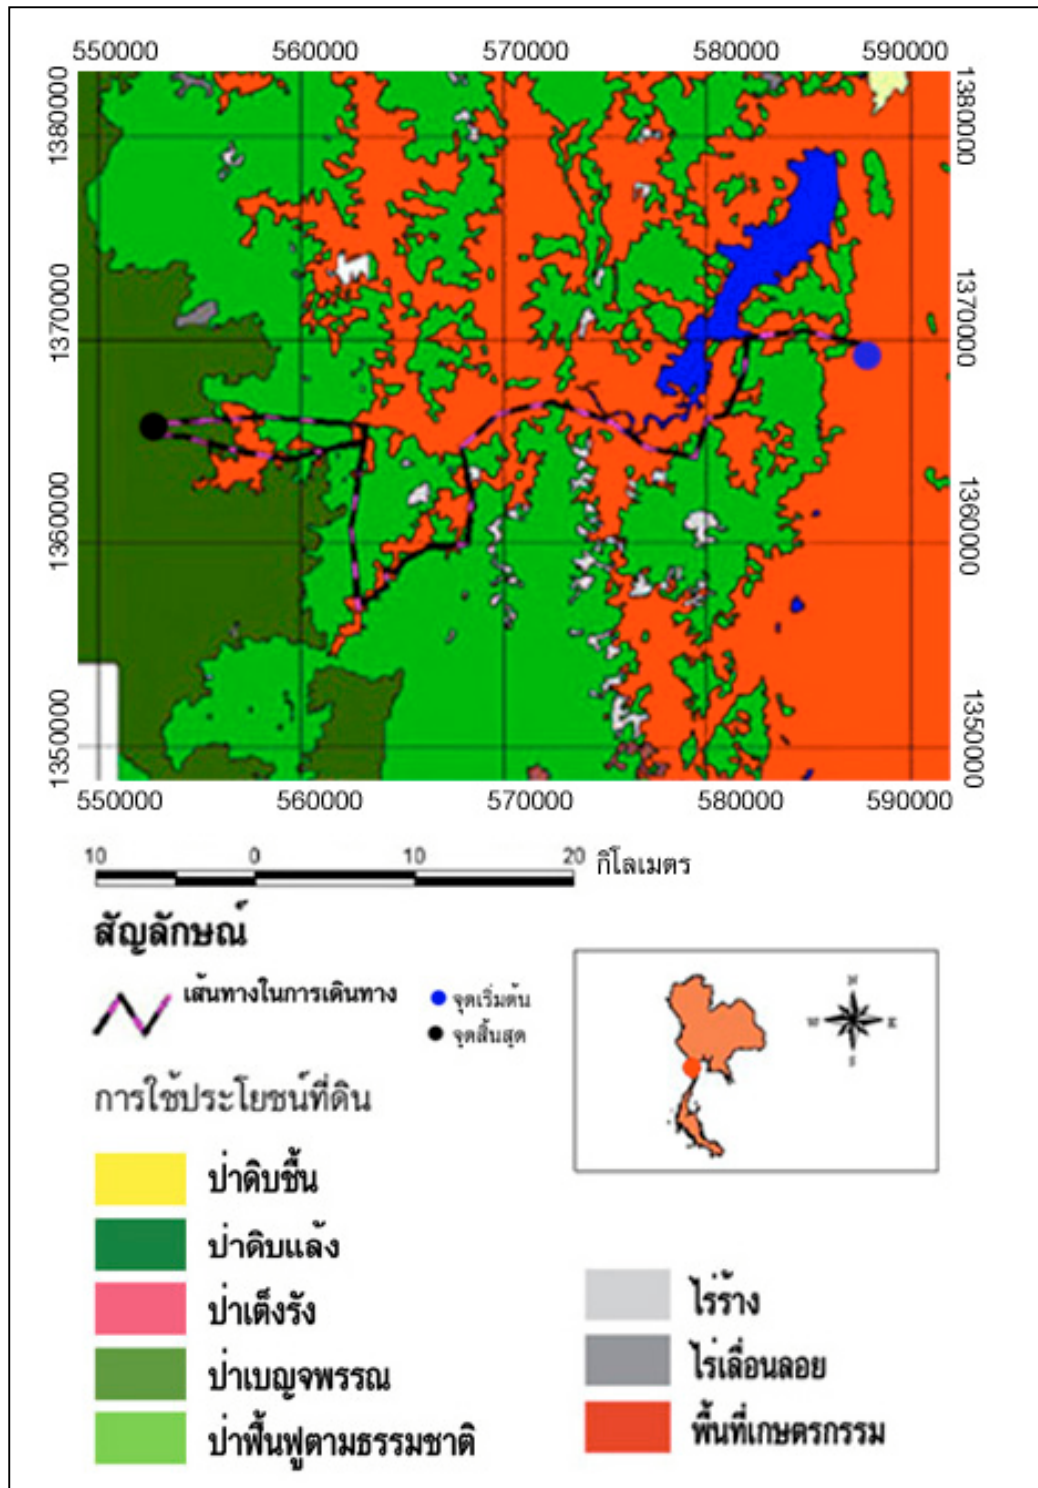 550000 560000 570000 580000 590000
1380000 1380000
1370000 1370000
1360000 1360000
1350000 13500000
550000 560000 570000 580000 590000
10 0 10 20 กิโลเมตร
สัญลักษณ์
เส้นทางในการเดินทาง
จุดเริ่มต้น
จุดสิ้นสุด
การใช้ประโยชน์ที่ดิน
ป่าดิบชื้น
ป่าดิบแล้ง
ป่าเต็งรัง
ป่าเบญจพรรณ
ป่าฟื้นฟูตามธรรมชาติ
ไร่ร้าง
ไร่เลื่อนลอย
พื้นที่เกษตรกรรม